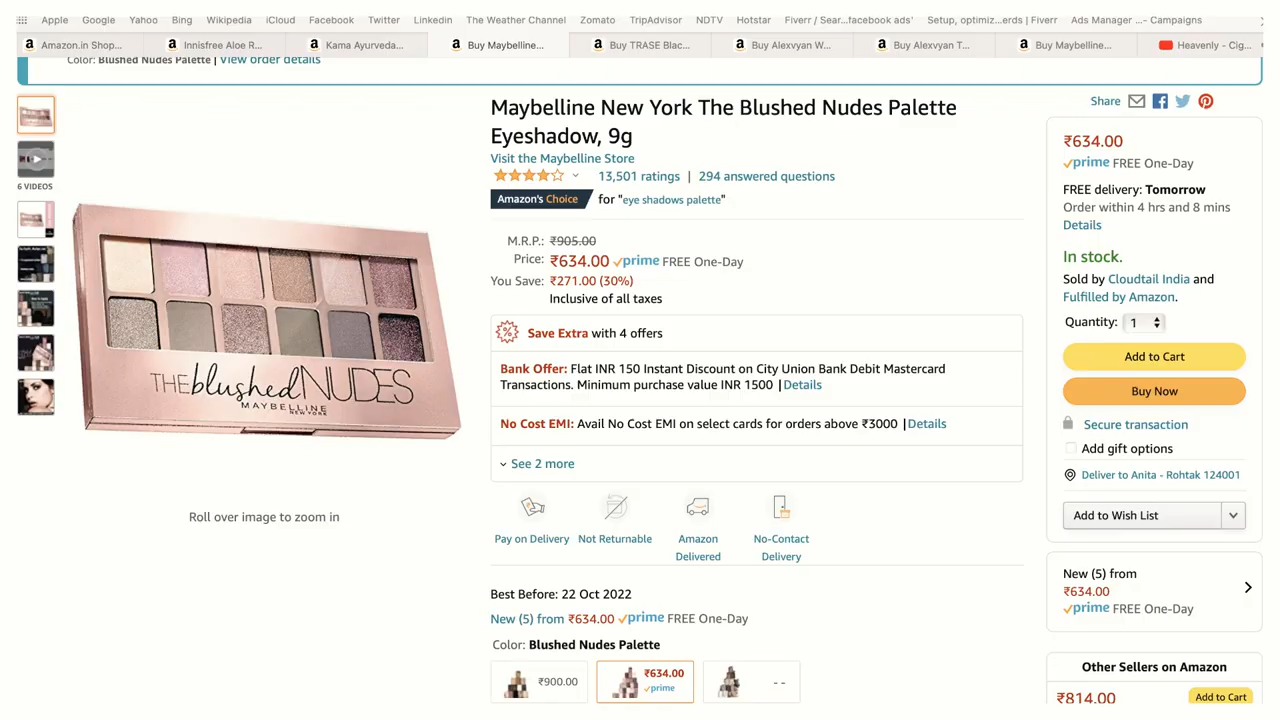 Apple Google Yahoo Bing Wikipedia iCloud Facebook Twitter Linkedin The Weather Channel Zomato TripAdvisor NDTV Hotstar Fiverr / Sear...facebook ads' Setup, optimiz...erds | Fiverr Ads Manager ...- Campaigns
Amazon.in Shop... Innisfree Aloe R... Kama Ayurveda... Buy Maybelline... Buy TRASE Blac... Buy Alexvyan W... Buy Alexvyan T... Buy Maybelline... Heavenly - Cig...
Color: Blushed Nudes Palette | View order details
6 VIDEOS
THE blushed NUDES
MAYBELLINE
NEW YORK
Roll over image to zoom in
Maybelline New York The Blushed Nudes Palette
Eyeshadow, 9g
Visit the Maybelline Store
13,501 ratings | 294 answered questions
Amazon's Choice for "eye shadows palette"
M.R.P.: ₹905.00
Price: ₹634.00 prime FREE One-Day
You Save: ₹271.00 (30%)
Inclusive of all taxes
Save Extra with 4 offers
Bank Offer: Flat INR 150 Instant Discount on City Union Bank Debit Mastercard
Transactions. Minimum purchase value INR 1500 | Details
No Cost EMI: Avail No Cost EMI on select cards for orders above ₹3000 | Details
See 2 more
Pay on Delivery Not Returnable Amazon Delivered No-Contact Delivery
Best Before: 22 Oct 2022
New (5) from ₹634.00 prime FREE One-Day
Color: Blushed Nudes Palette
₹900.00 ₹634.00 prime - -
Share
₹634.00
prime FREE One-Day
FREE delivery: Tomorrow
Order within 4 hrs and 8 mins
Details
In stock.
Sold by Cloudtail India and
Fulfilled by Amazon.
Quantity: 1
Add to Cart
Buy Now
Secure transaction
Add gift options
Deliver to Anita - Rohtak 124001
Add to Wish List
New (5) from
₹634.00
prime FREE One-Day
Other Sellers on Amazon
₹814.00 Add to Cart